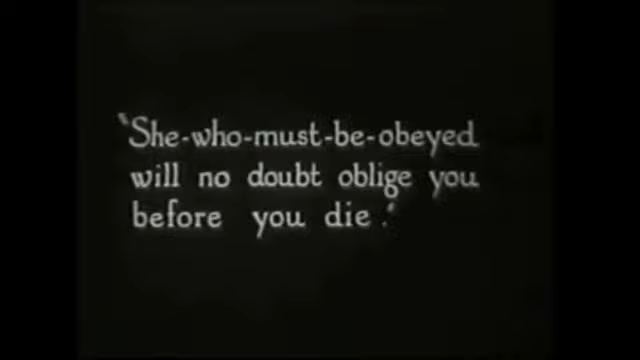 ‛She-who-must-be-obeyed
will no doubt oblige you
before you die.‛